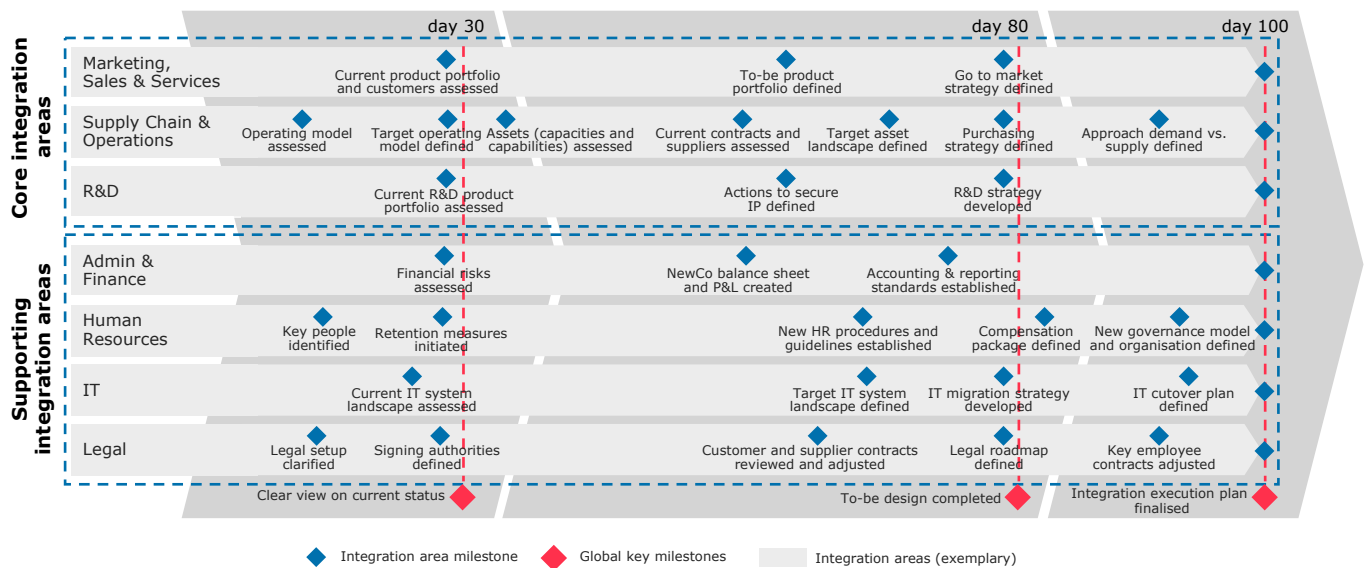 day 30
day 80
day 100
Core integration
areas
Marketing,
Sales & Services
Current product portfolio
and customers assessed
To-be product
portfolio defined
Go to market
strategy defined
Supply Chain &
Operations
Operating model
assessed
Target operating
model defined
Assets (capacities and
capabilities) assessed
Current contracts and
suppliers assessed
Target asset
landscape defined
Purchasing
strategy defined
Approach demand vs.
supply defined
R&D
Current R&D product
portfolio assessed
Actions to secure
IP defined
R&D strategy
developed
Supporting
integration areas
Admin &
Finance
Financial risks
assessed
NewCo balance sheet
and P&L created
Accounting & reporting
standards established
Human
Resources
Key people
identified
Retention measures
initiated
New HR procedures and
guidelines established
Compensation
package defined
New governance model
and organisation defined
IT
Current IT system
landscape assessed
Target IT system
landscape defined
IT migration strategy
developed
IT cutover plan
defined
Legal
Legal setup
clarified
Signing authorities
defined
Customer and supplier contracts
reviewed and adjusted
Legal roadmap
defined
Key employee
contracts adjusted
Clear view on current status
To-be design completed
Integration execution plan
finalised
Integration area milestone
Global key milestones
Integration areas (exemplary)